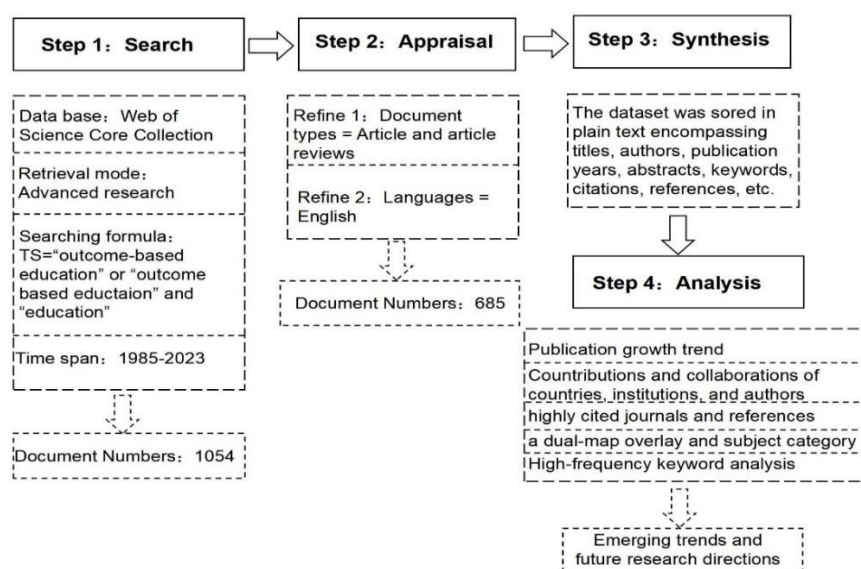 Step 1：Search
Data base：Web of
Science Core Collection
Retrieval mode：
Advanced research
Searching formula：
TS=“outcome-based
education” or “outcome
based eductaion” and
“education”
Time span：1985-2023
Document Numbers：1054
Step 2：Appraisal
Refine 1：Document
types = Article and article
reviews
Refine 2：Languages =
English
Document Numbers：685
Step 3：Synthesis
The dataset was sored in
plain text encompassing
titles, authors, publication
years, abstracts, keywords,
citations, references, etc.
Step 4：Analysis
Publication growth trend
Countributions and collaborations of
countries, institutions, and authors
highly cited journals and references
a dual-map overlay and subject category
High-frequency keyword analysis
Emerging trends and
future research directions